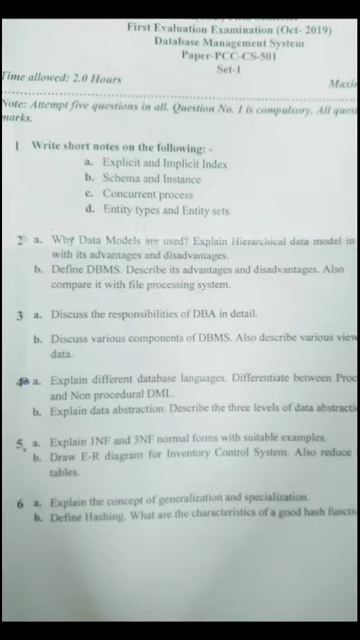 First Evaluation Examination (Oct- 2019)
Database Management System
Paper-PCC-CS-501
Set-1
Time allowed: 2.0 Hours
Maxi
Note: Attempt five questions in all. Question No. 1 is compulsory. All ques
marks.
1 Write short notes on the following: -
a. Explicit and Implicit Index
b. Schema and Instance
c. Concurrent process
d. Entity types and Entity sets
2 a. Why Data Models are used? Explain Hierarchical data model in
with its advantages and disadvantages.
b. Define DBMS. Describe its advantages and disadvantages. Also
compare it with file processing system.
3 a. Discuss the responsibilities of DBA in detail.
b. Discuss various components of DBMS. Also describe various view
data.
4 a. Explain different database languages. Differentiate between Proc
and Non procedural DML.
b. Explain data abstraction. Describe the three levels of data abstracti
5. a. Explain 1NF and 3NF normal forms with suitable examples.
b. Draw E-R diagram for Inventory Control System. Also reduce
tables.
6 a. Explain the concept of generalization and specialization.
b. Define Hashing. What are the characteristics of a good hash functi